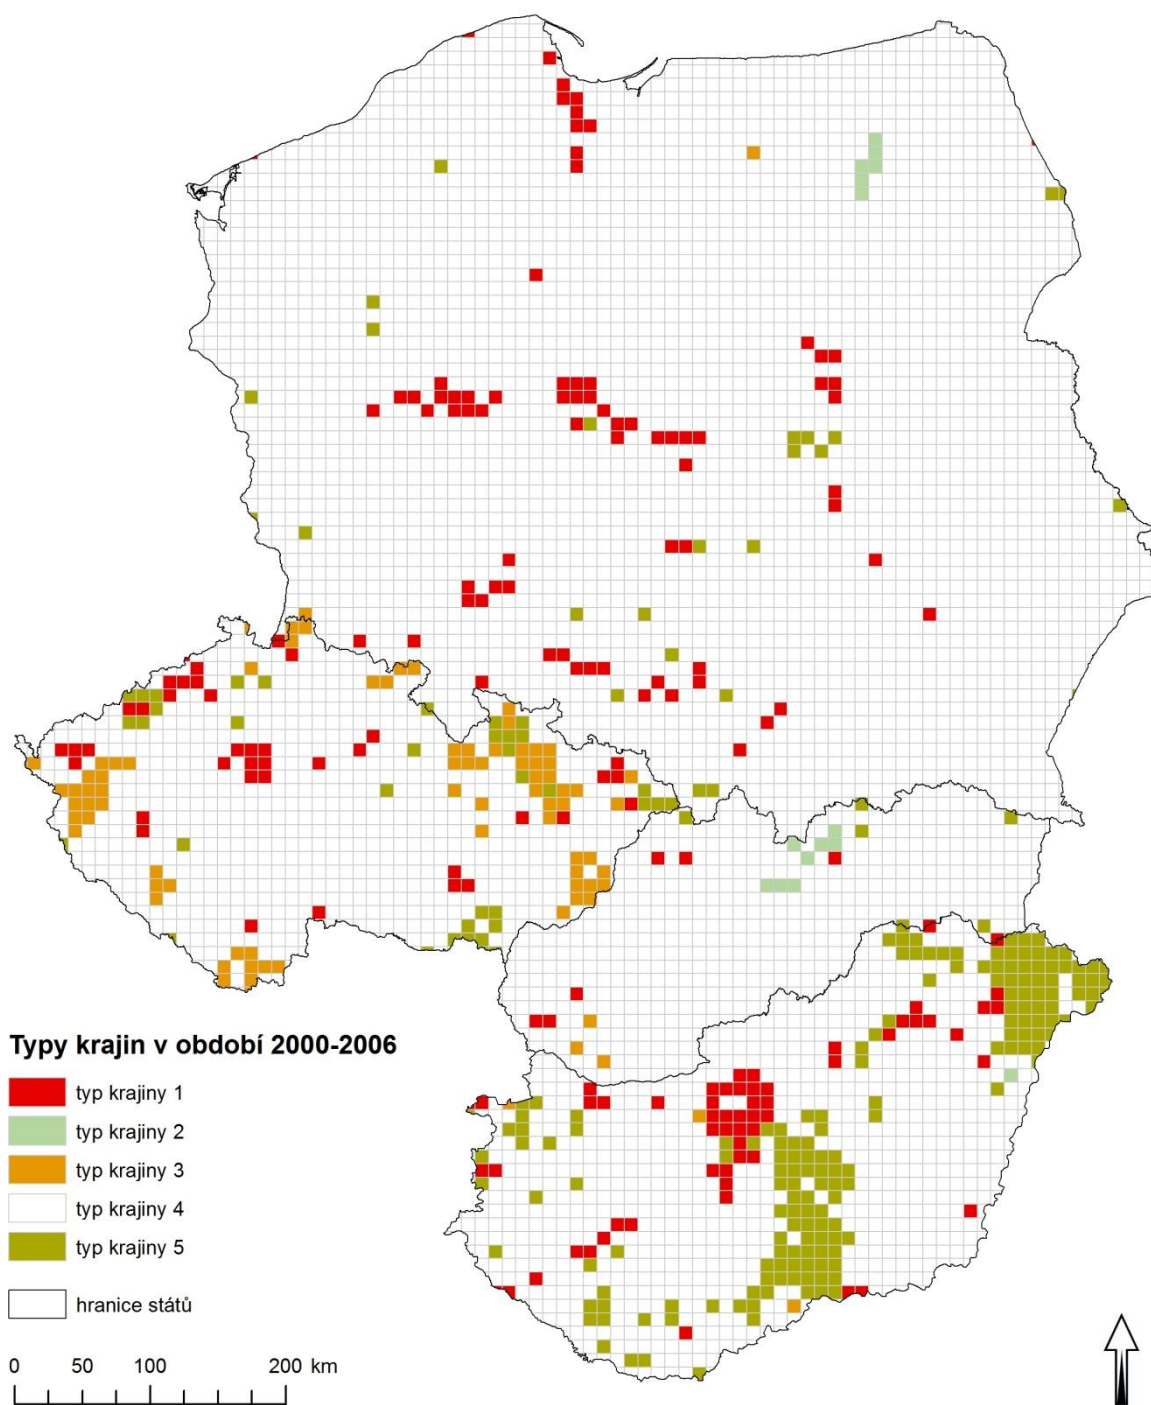 Typy krajin v období 2000-2006
typ krajiny 1
typ krajiny 2
typ krajiny 3
typ krajiny 4
typ krajiny 5
hranice států
0 50 100 200 km